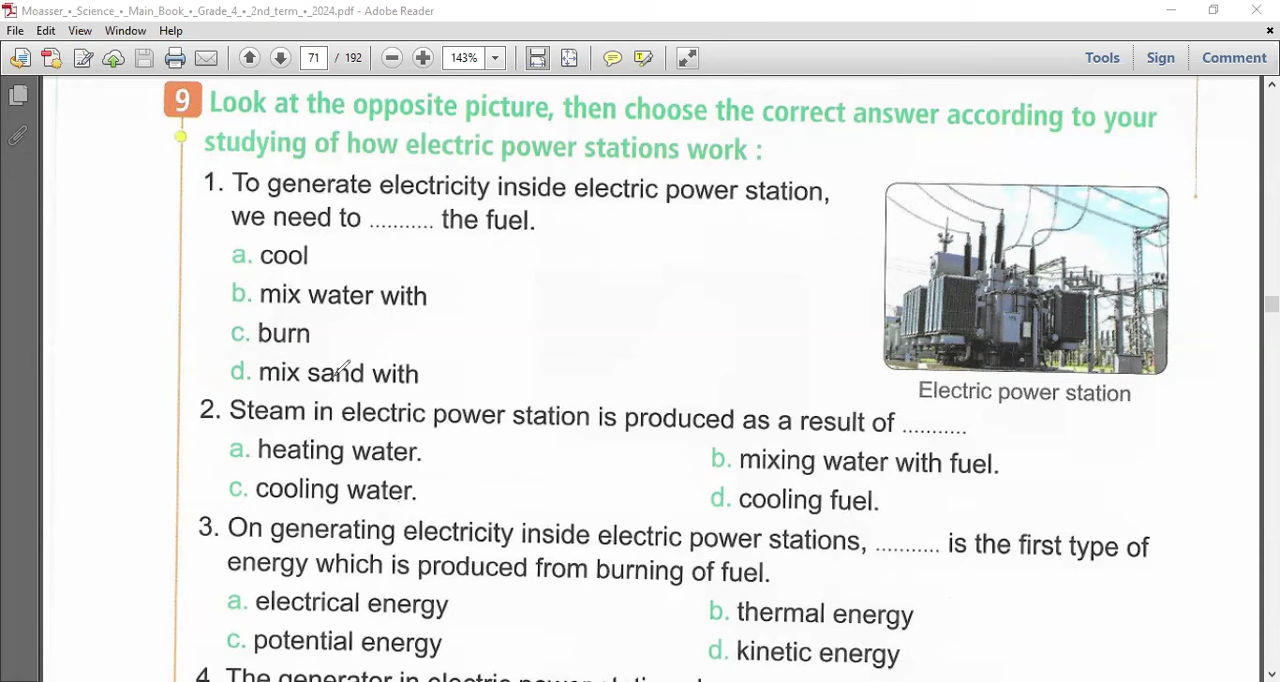 Moasser_•_Science_•_Main_Book_•_Grade_4_•_2nd_term_•_2024.pdf - Adobe Reader
File Edit View Window Help
71 / 192 143% Tools Sign Comment
9 Look at the opposite picture, then choose the correct answer according to your
studying of how electric power stations work :
1. To generate electricity inside electric power station,
we need to ........... the fuel.
a. cool
b. mix water with
c. burn
d. mix sand with
Electric power station
2. Steam in electric power station is produced as a result of ...........
a. heating water. b. mixing water with fuel.
c. cooling water. d. cooling fuel.
3. On generating electricity inside electric power stations, ........... is the first type of
energy which is produced from burning of fuel.
a. electrical energy b. thermal energy
c. potential energy d. kinetic energy
4. The generator in electric power